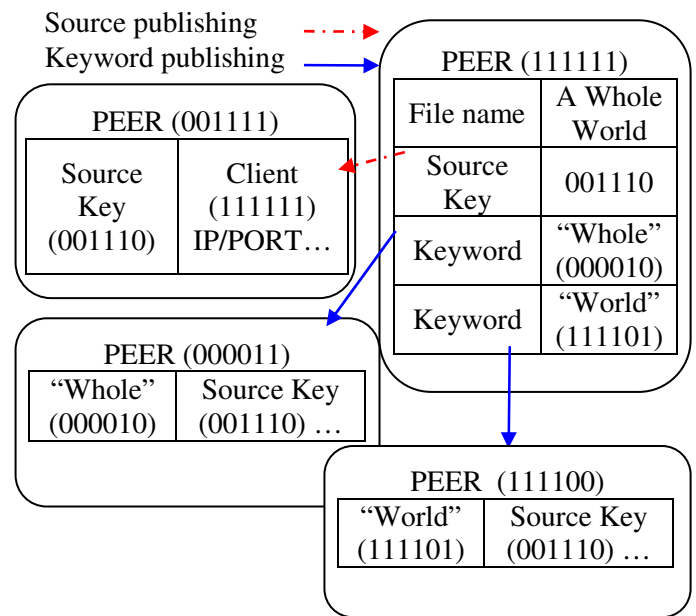 Source publishing
Keyword publishing
PEER (111111)
File name
A Whole
World
Source
Key
001110
Keyword
“Whole”
(000010)
Keyword
“World”
(111101)
PEER (001111)
Source
Key
(001110)
Client
(111111)
IP/PORT…
PEER (000011)
“Whole”
(000010)
Source Key
(001110) …
PEER (111100)
“World”
(111101)
Source Key
(001110) …